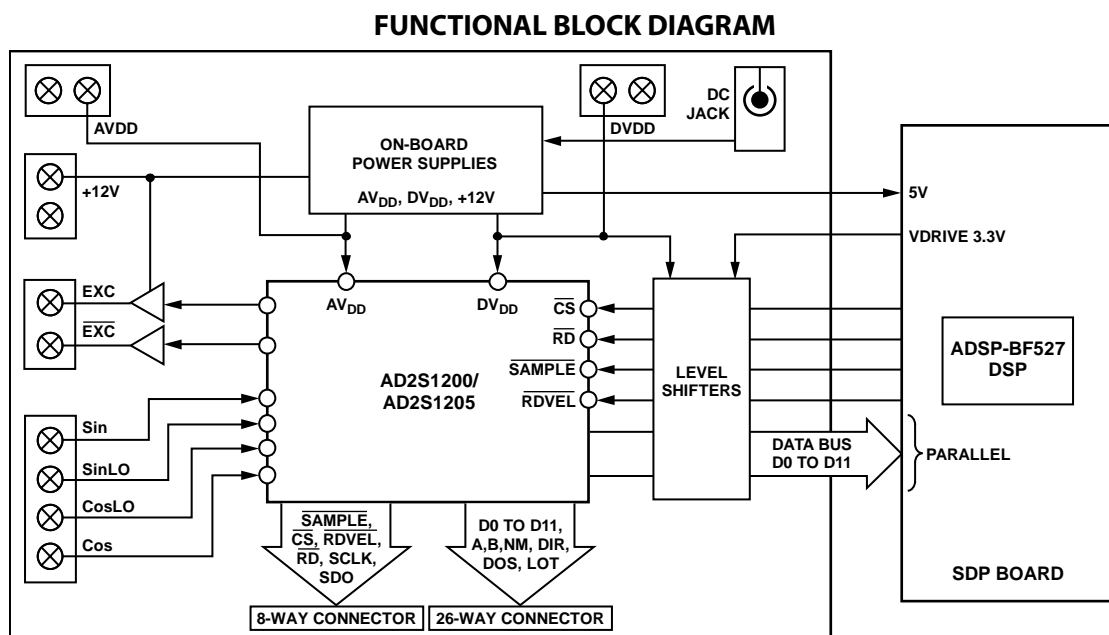 FUNCTIONAL BLOCK DIAGRAM
AVDD
DVDD
DC
JACK
ON-BOARD
POWER SUPPLIES
AVDD, DVDD, +12V
+12V
5V
VDRIVE 3.3V
EXC
EXC
AVDD
DVDD
CS
RD
SAMPLE
RDVEL
AD2S1200/
AD2S1205
LEVEL
SHIFTERS
ADSP-BF527
DSP
Sin
SinLO
CosLO
Cos
DATA BUS
D0 TO D11
PARALLEL
SAMPLE,
CS, RDVEL,
RD, SCLK,
SDO
D0 TO D11,
A,B,NM, DIR,
DOS, LOT
SDP BOARD
8-WAY CONNECTOR
26-WAY CONNECTOR